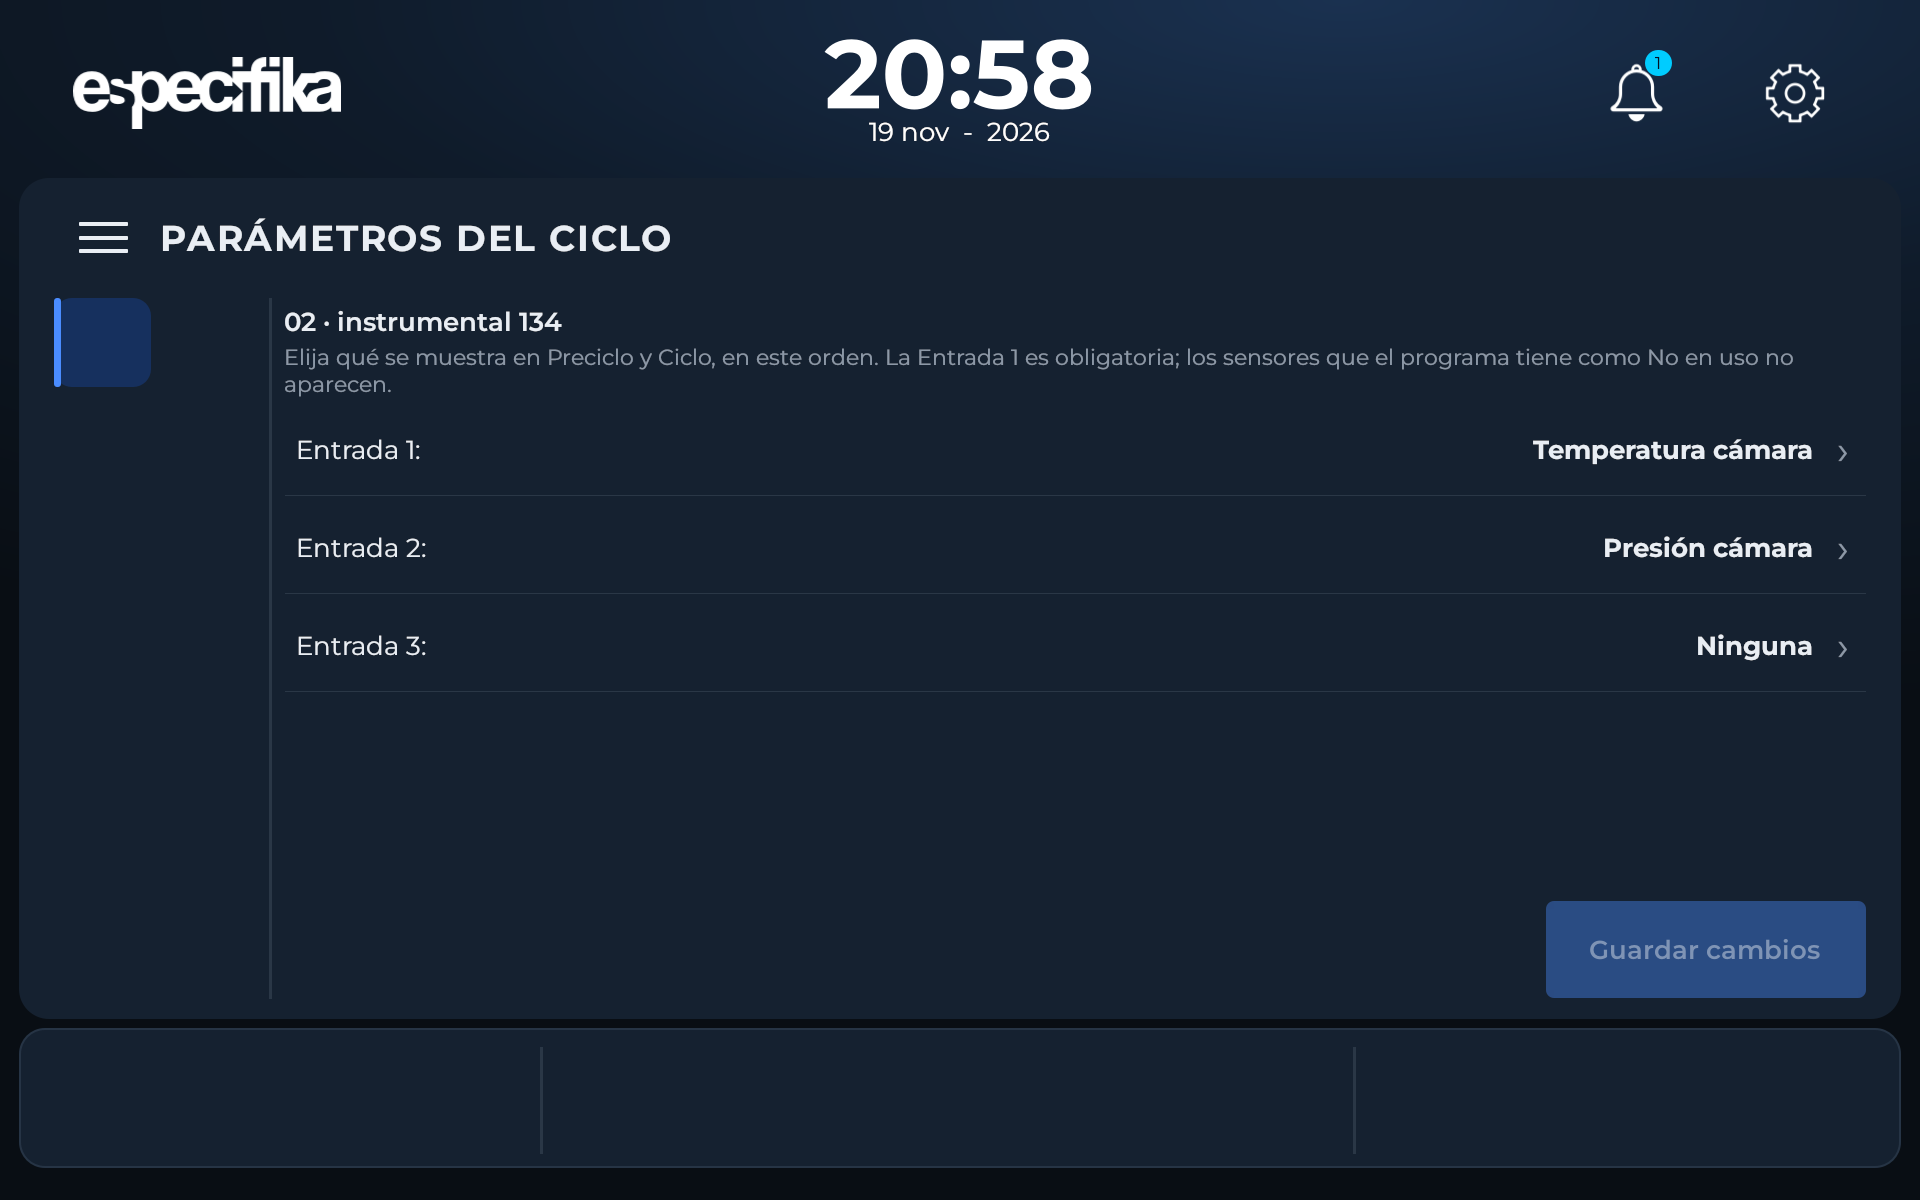 especifika
20:58
19 nov - 2026
1
PARÁMETROS DEL CICLO
02 · instrumental 134
Elija qué se muestra en Preciclo y Ciclo, en este orden. La Entrada 1 es obligatoria; los sensores que el programa tiene como No en uso no
aparecen.
Entrada 1:
Temperatura cámara ›
Entrada 2:
Presión cámara ›
Entrada 3:
Ninguna ›
Guardar cambios